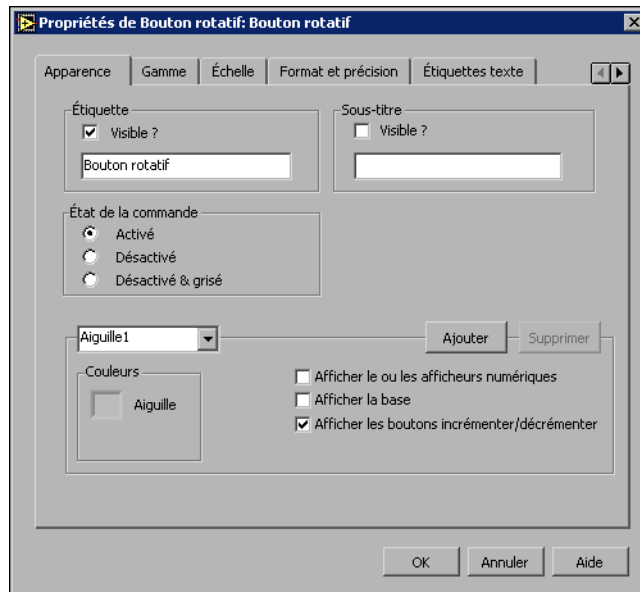 Propriétés de Bouton rotatif: Bouton rotatif
Apparence Gamme Échelle Format et précision Étiquettes texte
Étiquette
Visible ?
Bouton rotatif
Sous-titre
Visible ?
État de la commande
Activé
Désactivé
Désactivé & grisé
Aiguille1
Ajouter Supprimer
Couleurs
Aiguille
Afficher le ou les afficheurs numériques
Afficher la base
Afficher les boutons incrémenter/décrémenter
OK Annuler Aide